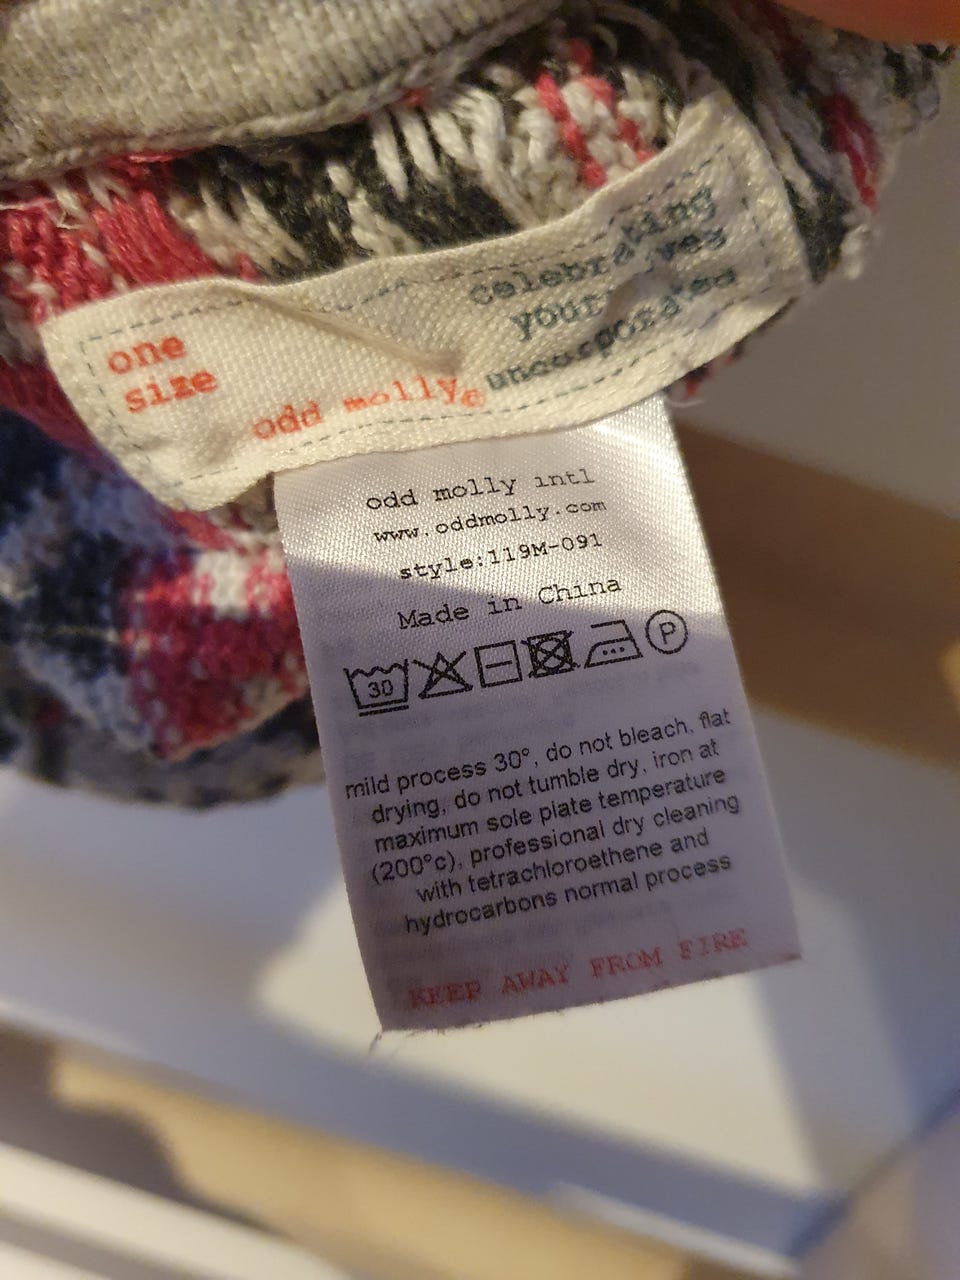 one
size
odd molly®
celebrating
your yves
uncorporated
odd molly intl
www.oddmolly.com
style:119M-091
Made in China
30
P
mild process 30°, do not bleach, flat
drying, do not tumble dry, iron at
maximum sole plate temperature
(200°c), professional dry cleaning
with tetrachloroethene and
hydrocarbons normal process
KEEP AWAY FROM FIRE